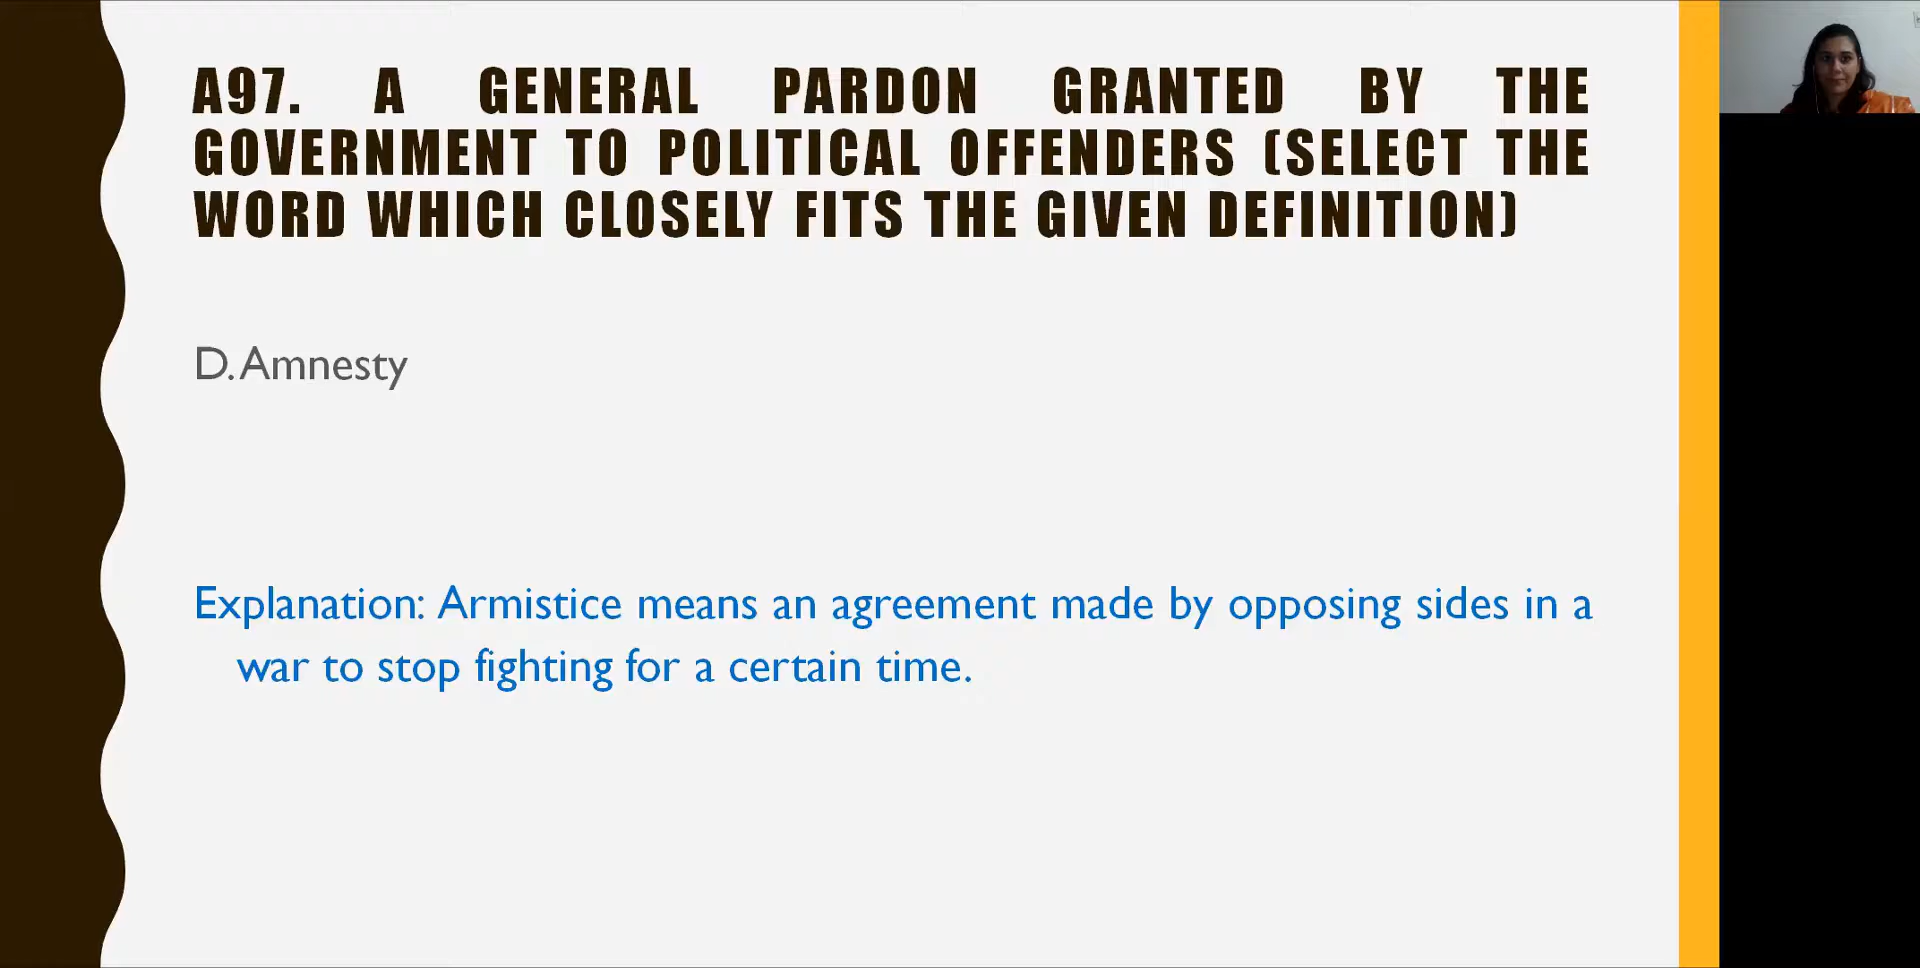 A97. A GENERAL PARDON GRANTED BY THE
GOVERNMENT TO POLITICAL OFFENDERS (SELECT THE
WORD WHICH CLOSELY FITS THE GIVEN DEFINITION)
D. Amnesty
Explanation: Armistice means an agreement made by opposing sides in a
war to stop fighting for a certain time.